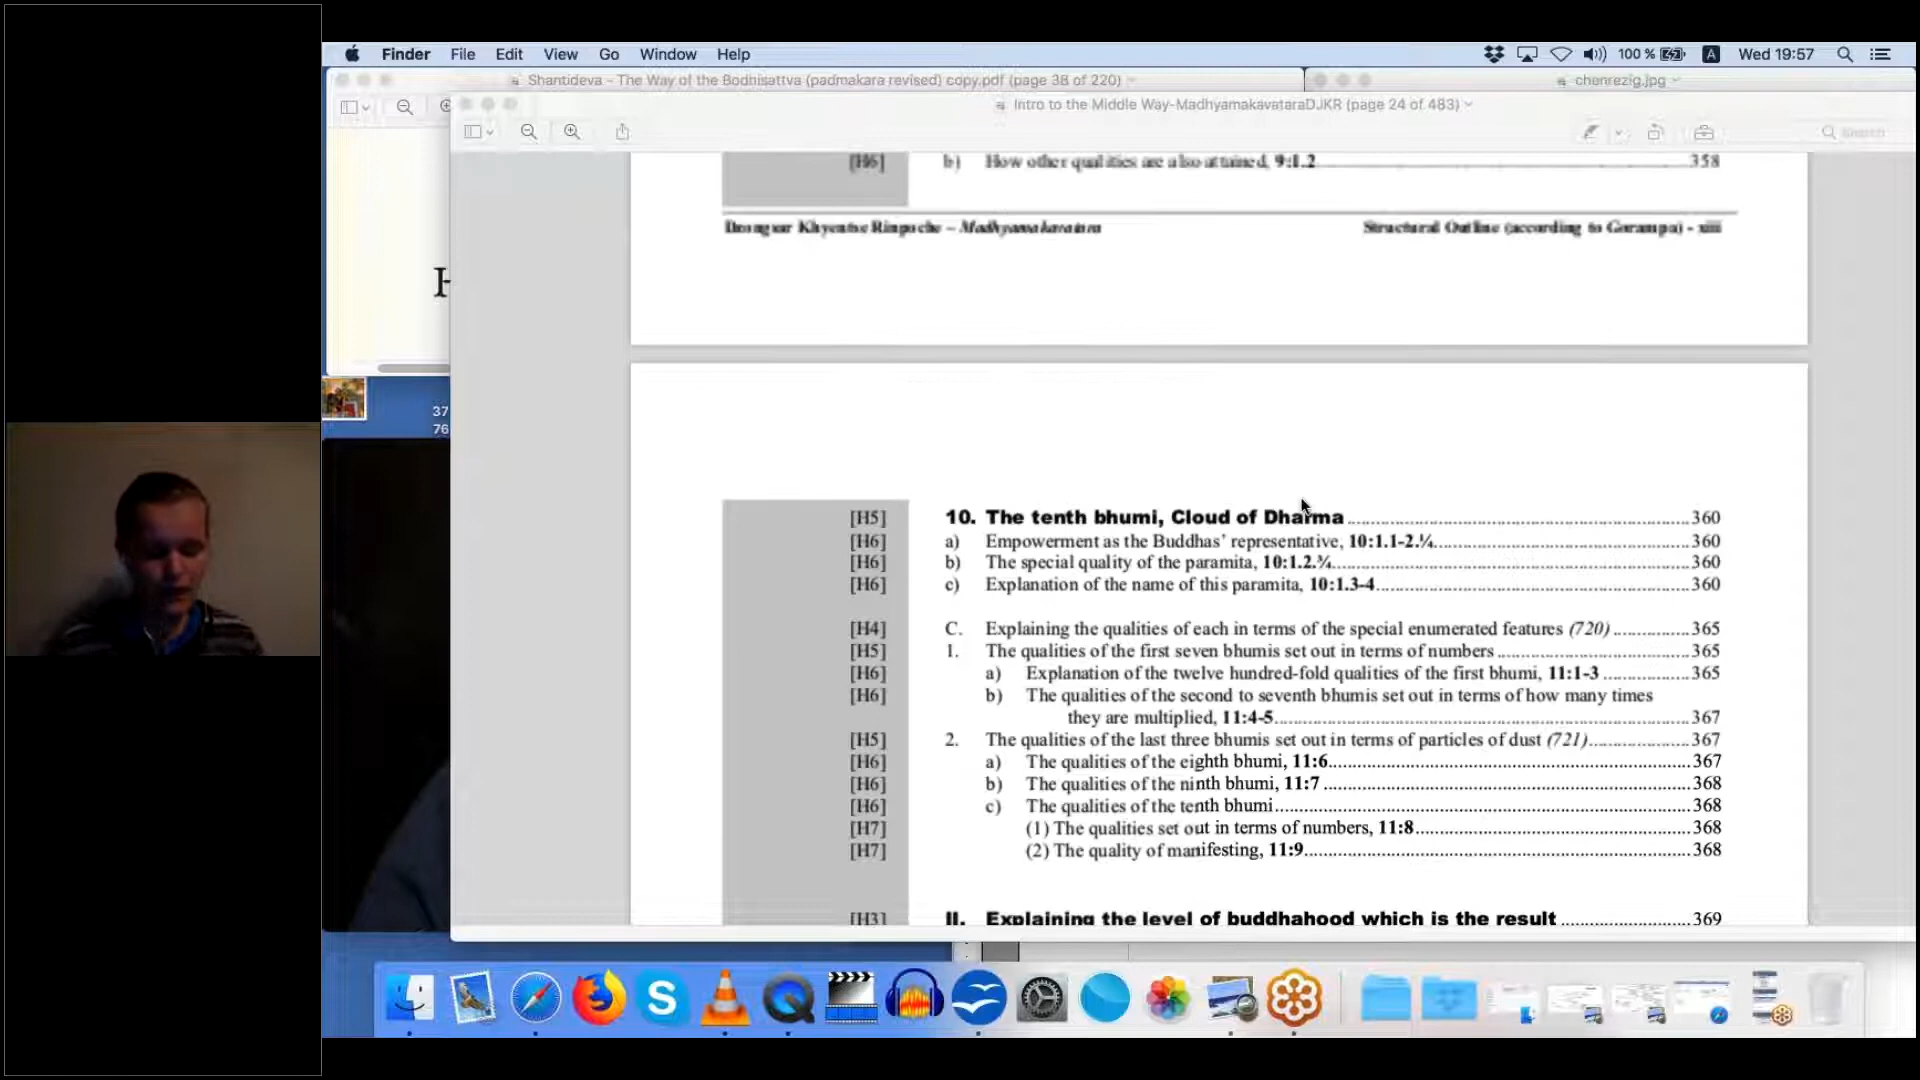 Finder File Edit View Go Window Help 100 % A Wed 19:57
Shantideva - The Way of the Bodhisattva (padmakara revised) copy.pdf (page 38 of 220)
chenrezig.jpg
Intro to the Middle Way-MadhyamakavataraDJKR (page 24 of 483)
Search
[H6] b) How other qualities are also attained, 9:1.2 358
Dzongsar Khyentse Rinpoche – Madhyamakavatara Structural Outline (according to Gorampa) - xiii
H
37
76
[H5] 10. The tenth bhumi, Cloud of Dharma 360
[H6] a) Empowerment as the Buddhas’ representative, 10:1.1-2.¼ 360
[H6] b) The special quality of the paramita, 10:1.2.¾ 360
[H6] c) Explanation of the name of this paramita, 10:1.3-4 360
[H4] C. Explaining the qualities of each in terms of the special enumerated features (720) 365
[H5] 1. The qualities of the first seven bhumis set out in terms of numbers 365
[H6] a) Explanation of the twelve hundred-fold qualities of the first bhumi, 11:1-3 365
[H6] b) The qualities of the second to seventh bhumis set out in terms of how many times
they are multiplied, 11:4-5 367
[H5] 2. The qualities of the last three bhumis set out in terms of particles of dust (721) 367
[H6] a) The qualities of the eighth bhumi, 11:6 367
[H6] b) The qualities of the ninth bhumi, 11:7 368
[H6] c) The qualities of the tenth bhumi 368
[H7] (1) The qualities set out in terms of numbers, 11:8 368
[H7] (2) The quality of manifesting, 11:9 368
[H3] II. Explaining the level of buddhahood which is the result 369
S